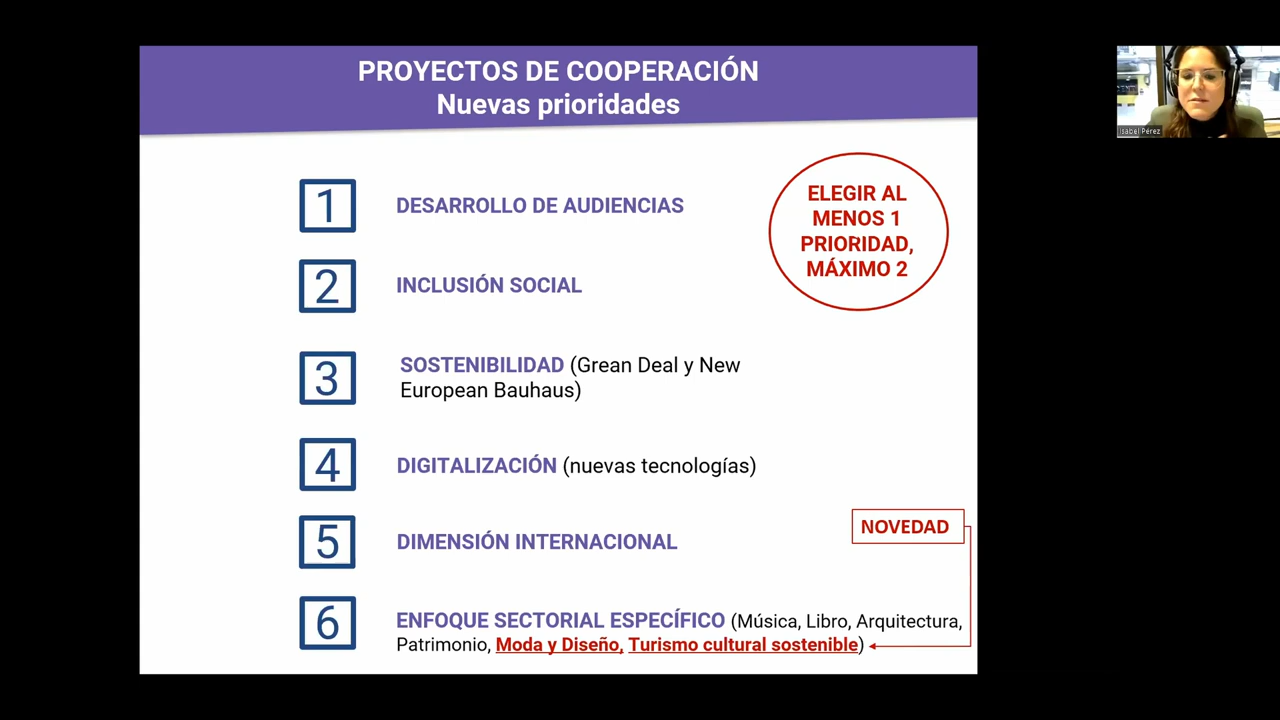 PROYECTOS DE COOPERACIÓN
Nuevas prioridades
1 DESARROLLO DE AUDIENCIAS
ELEGIR AL
MENOS 1
PRIORIDAD,
MÁXIMO 2
2 INCLUSIÓN SOCIAL
3 SOSTENIBILIDAD (Grean Deal y New
European Bauhaus)
4 DIGITALIZACIÓN (nuevas tecnologías)
5 DIMENSIÓN INTERNACIONAL
NOVEDAD
6 ENFOQUE SECTORIAL ESPECÍFICO (Música, Libro, Arquitectura,
Patrimonio, Moda y Diseño, Turismo cultural sostenible)
Isabel Pérez